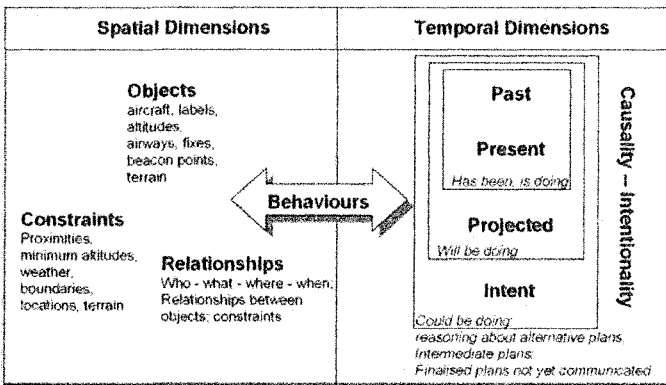 Spatial Dimensions
Temporal Dimensions
Objects
aircraft, labels,
altitudes,
airways, fixes,
beacon points,
terrain
Constraints
Proximities,
minimum altitudes,
weather,
boundaries,
locations, terrain
Relationships
Who - what - where - when;
Relationships between
objects; constraints
Behaviours
Past
Present
Has been, is doing
Projected
Will be doing
Intent
Could be doing:
reasoning about alternative plans,
Intermediate plans;
Finalised plans not yet communicated
Causality – Intentionality